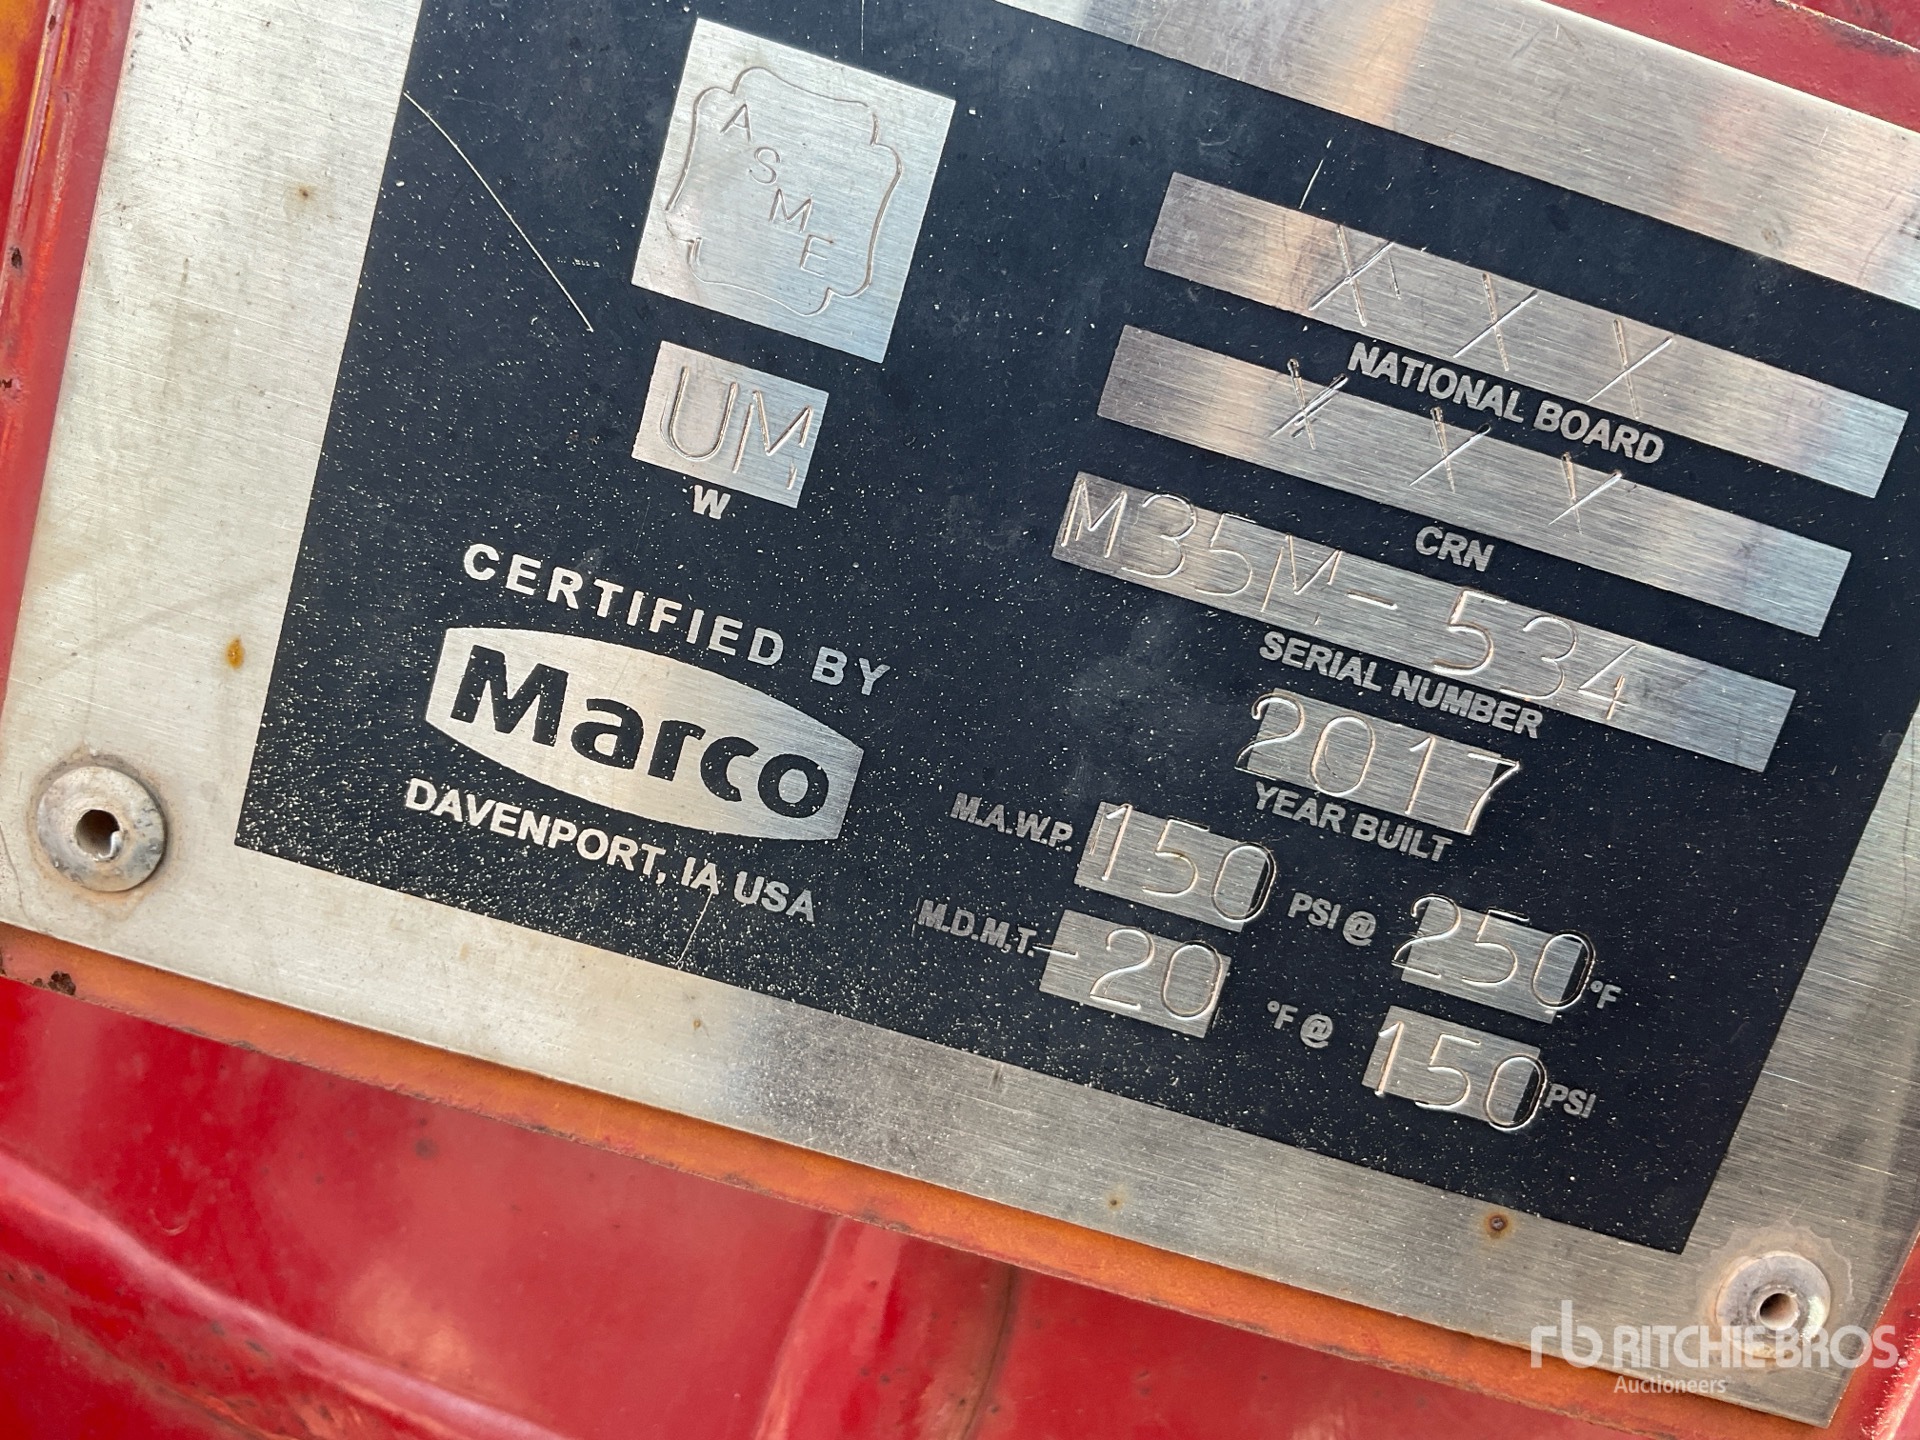 ASME
UM
W
CERTIFIED BY
Marco
DAVENPORT, IA USA
XXX
NATIONAL BOARD
XXX
CRN
M35M-534
SERIAL NUMBER
2017
YEAR BUILT
M.A.W.P. 150 PSI @ 250 °F
M.D.M.T. -20 °F @ 150 PSI
rb RITCHIE BROS.
Auctioneers